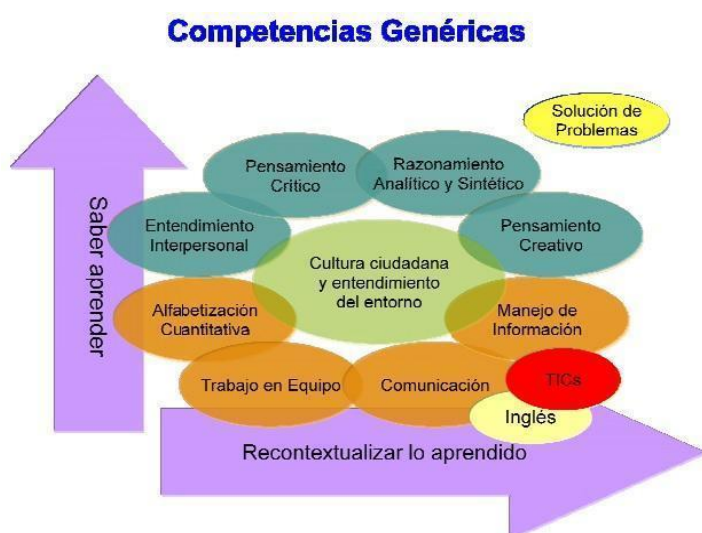 Competencias Genéricas
Solución de
Problemas
Pensamiento
Critico
Razonamiento
Analítico y Sintético
Entendimiento
Interpersonal
Pensamiento
Creativo
Cultura ciudadana
y entendimiento
del entorno
Alfabetización
Cuantitativa
Manejo de
Información
Trabajo en Equipo
Comunicación
TICs
Inglés
Saber aprender
Recontextualizar lo aprendido